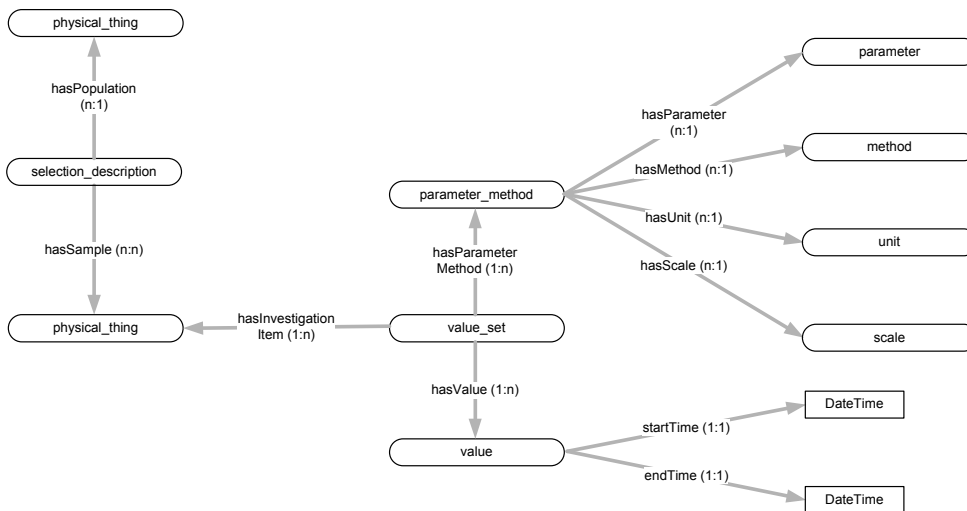 physical_thing
hasPopulation
(n:1)
selection_description
hasSample (n:n)
physical_thing
hasInvestigation
Item (1:n)
value_set
hasParameter
Method (1:n)
parameter_method
hasParameter
(n:1)
parameter
hasMethod (n:1)
method
hasUnit (n:1)
unit
hasScale (n:1)
scale
hasValue (1:n)
value
startTime (1:1)
DateTime
endTime (1:1)
DateTime